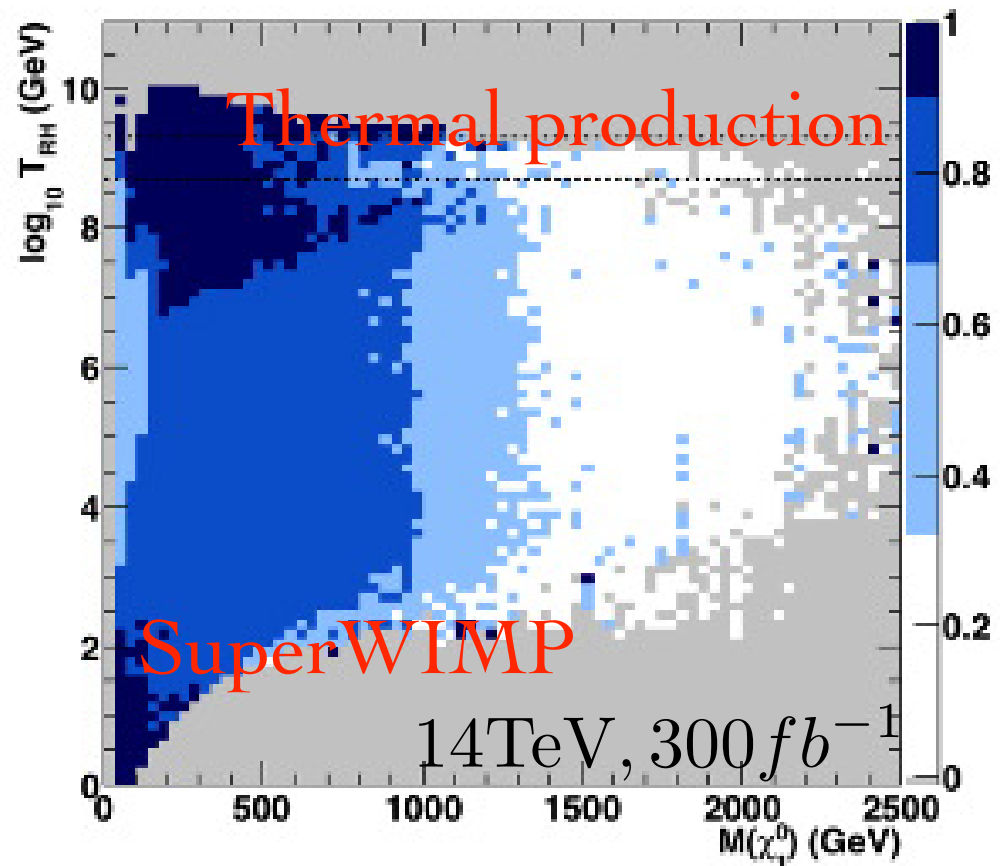 log₁₀ T_RH (GeV)
10
8
6
4
2
0
Thermal production
SuperWIMP
14TeV, 300fb⁻¹
0 500 1000 1500 2000 2500
M(χ₁⁰) (GeV)
1
0.8
0.6
0.4
0.2
0